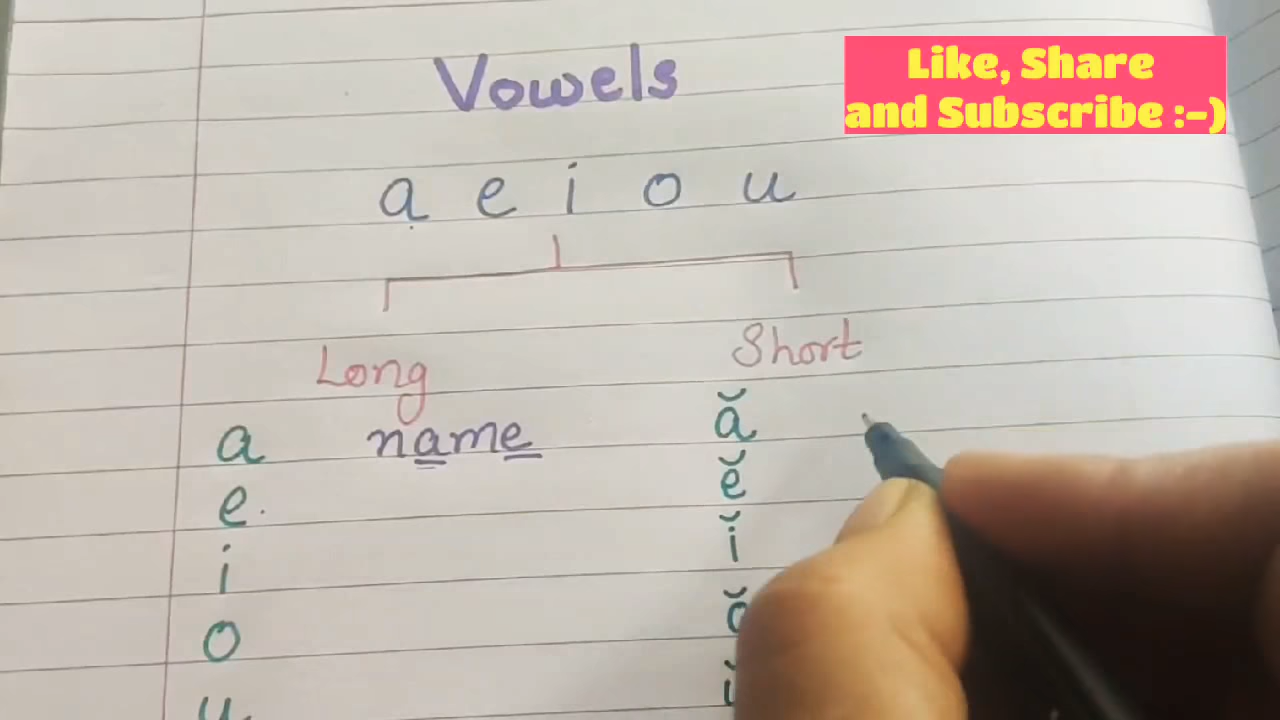 Like, Share
and Subscribe :-)
Vowels
a e i o u
Long Short
a name ă
e. ĕ
i ĭ
o ŏ
u